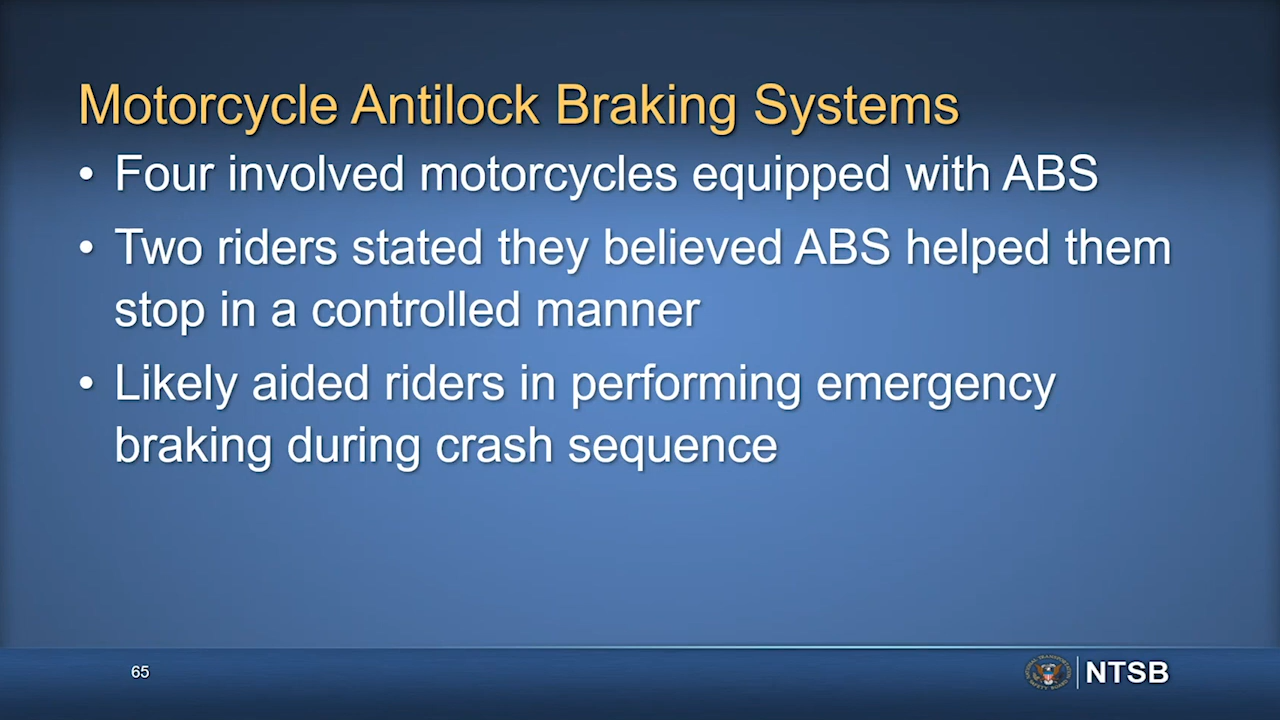 Motorcycle Antilock Braking Systems
• Four involved motorcycles equipped with ABS
• Two riders stated they believed ABS helped them
stop in a controlled manner
• Likely aided riders in performing emergency
braking during crash sequence
65
NTSB